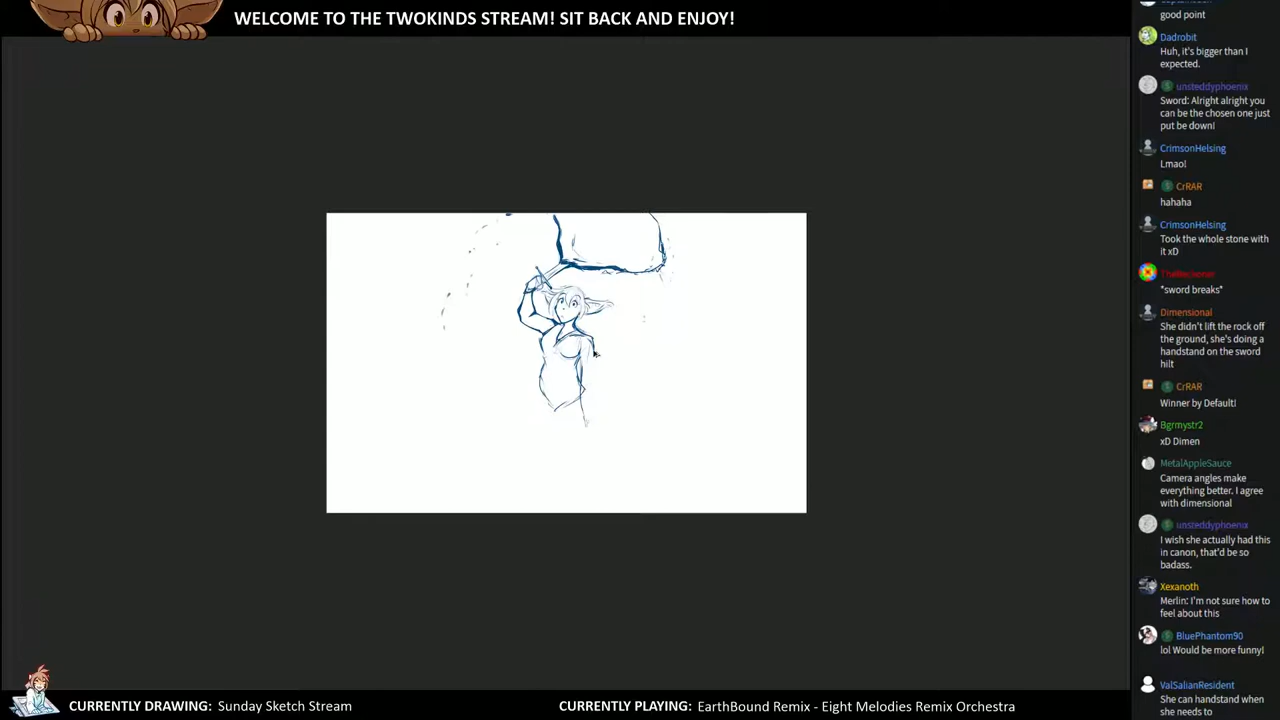 WELCOME TO THE TWOKINDS STREAM! SIT BACK AND ENJOY!
good point
Dadrobit
Huh, it's bigger than I
expected.
unsteddyphoenix
Sword: Alright alright you
can be the chosen one just
put be down!
CrimsonHelsing
Lmao!
CrRAR
hahaha
CrimsonHelsing
Took the whole stone with
it xD
*sword breaks*
Dimensional
She didn't lift the rock off
the ground, she's doing a
handstand on the sword
hilt
CrRAR
Winner by Default!
Bgrmystr2
xD Dimen
MetalAppleSauce
Camera angles make
everything better. I agree
with dimensional
unsteddyphoenix
I wish she actually had this
in canon, that'd be so
badass.
Xexanoth
Merlin: I'm not sure how to
feel about this
BluePhantom90
lol Would be more funny!
ValSalianResident
She can handstand when
she needs to
CURRENTLY DRAWING: Sunday Sketch Stream
CURRENTLY PLAYING: EarthBound Remix - Eight Melodies Remix Orchestra